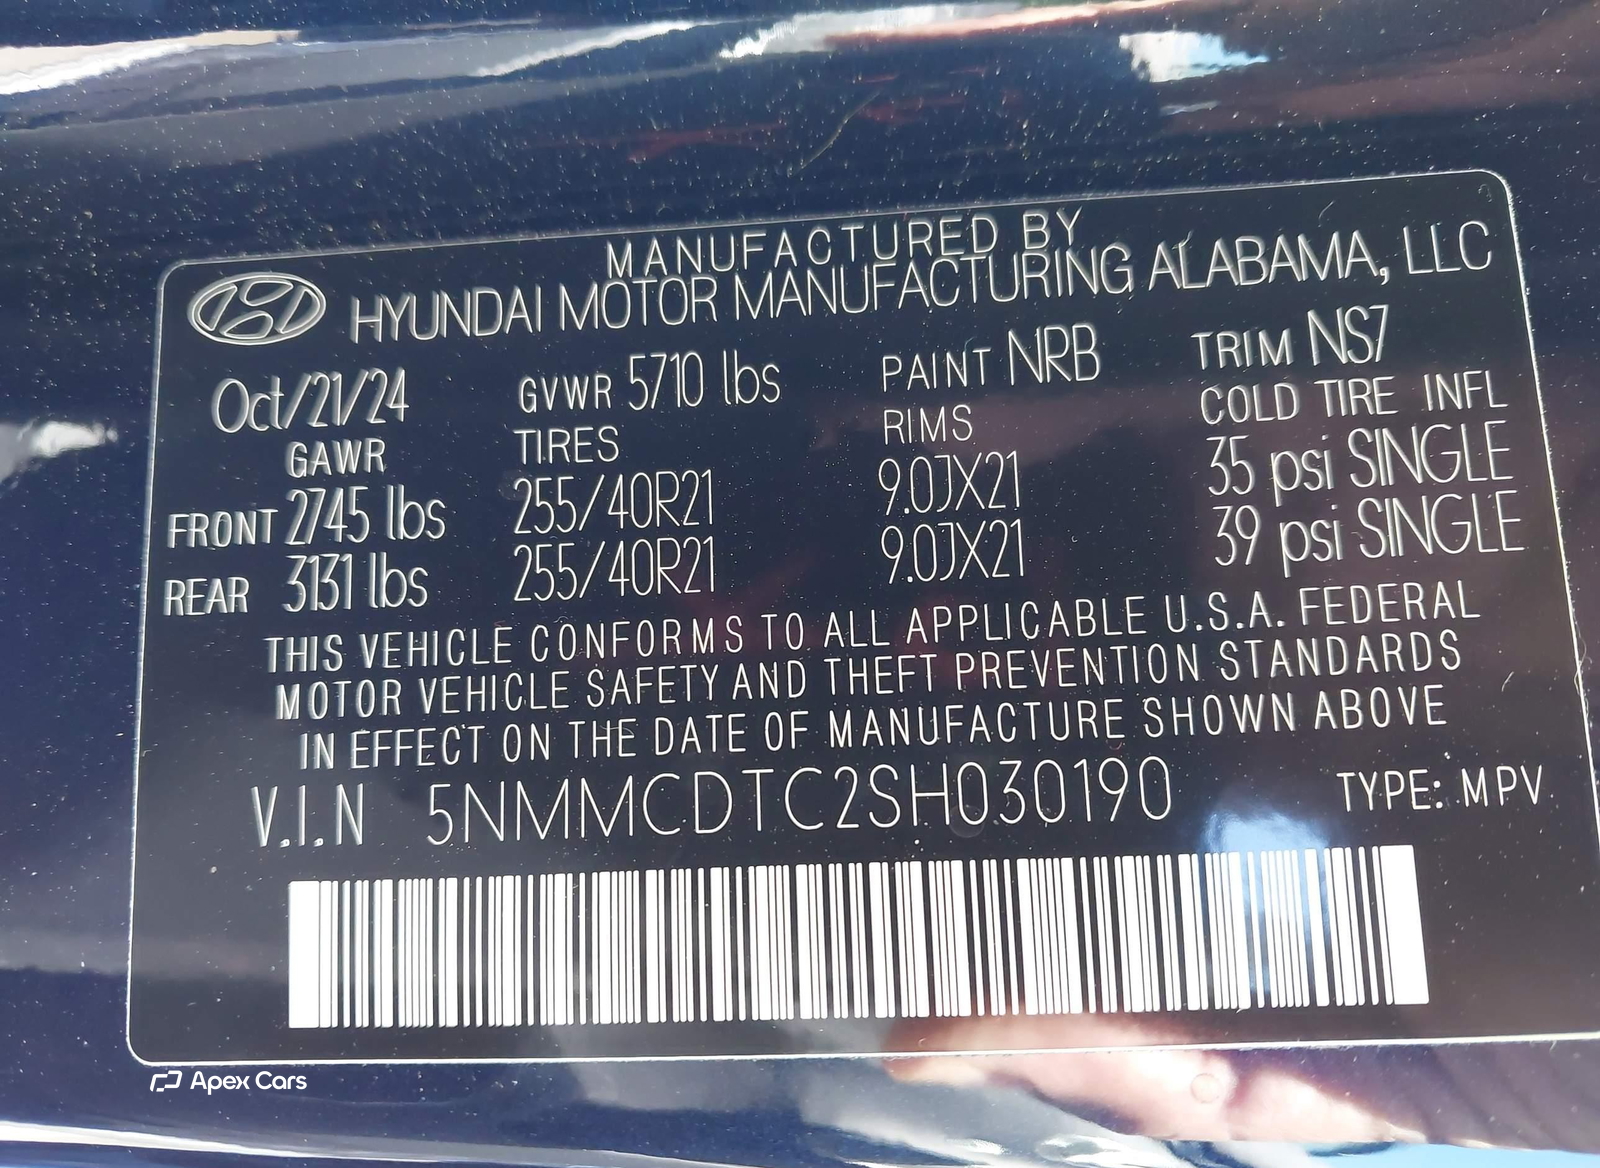 MANUFACTURED BY
HYUNDAI MOTOR MANUFACTURING ALABAMA, LLC
Oct/21/24 GVWR 5710 lbs PAINT NRB TRIM NS7
GAWR TIRES RIMS COLD TIRE INFL
FRONT 2745 lbs 255/40R21 9.0JX21 35 psi SINGLE
REAR 3131 lbs 255/40R21 9.0JX21 39 psi SINGLE
THIS VEHICLE CONFORMS TO ALL APPLICABLE U.S.A. FEDERAL
MOTOR VEHICLE SAFETY AND THEFT PREVENTION STANDARDS
IN EFFECT ON THE DATE OF MANUFACTURE SHOWN ABOVE
V.I.N 5NMMCDTC2SH030190 TYPE: MPV
Apex Cars